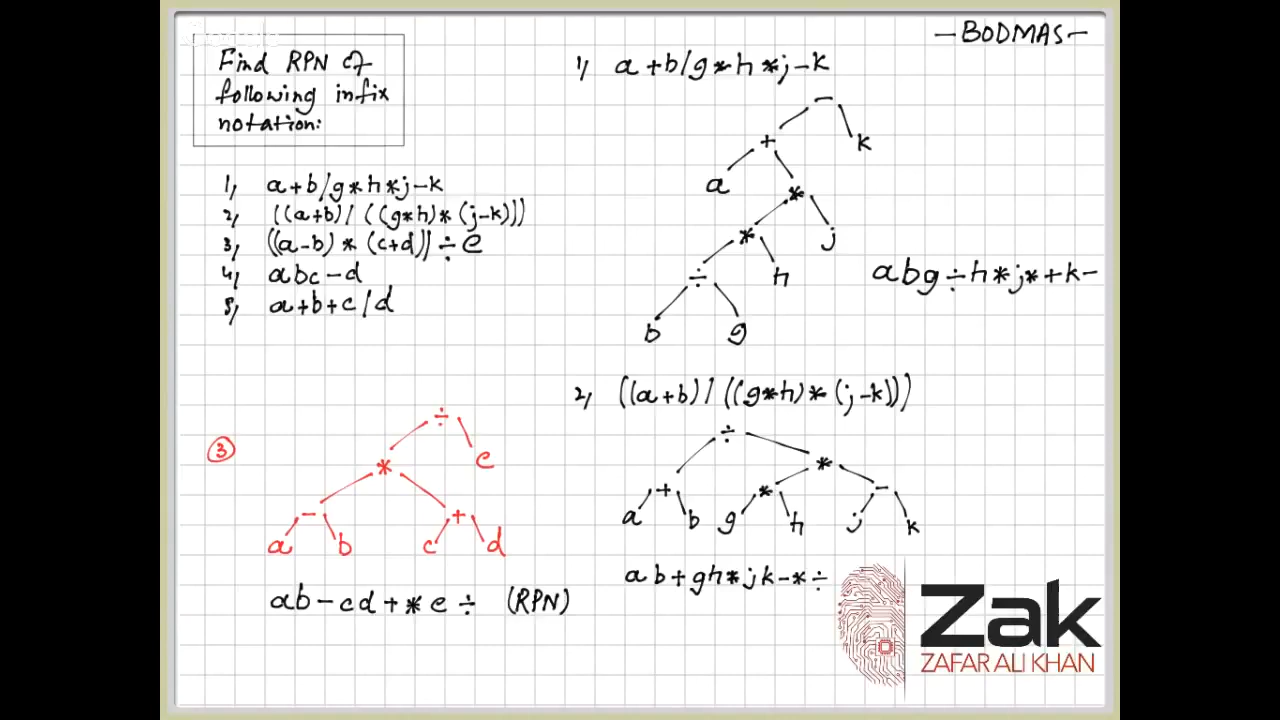 Find RPN of
following infix
notation:
1, a+b/g*h*j-k
2, ((a+b)/((g*h)*(j-k)))
3, ((a-b)*(c+d))÷e
4, abc-d
5, a+b+c/d
③
÷
* e
- +
a b c d
ab-cd+*e÷ (RPN)
-BODMAS-
1, a+b/g*h*j-k
-
+ k
a *
* j
÷ h
b g
abg÷h*j*+k-
2, ((a+b)/((g*h)*(j-k)))
÷
*
+ * -
a b g h j k
ab+gh*jk-*÷
Zak
ZAFAR ALI KHAN